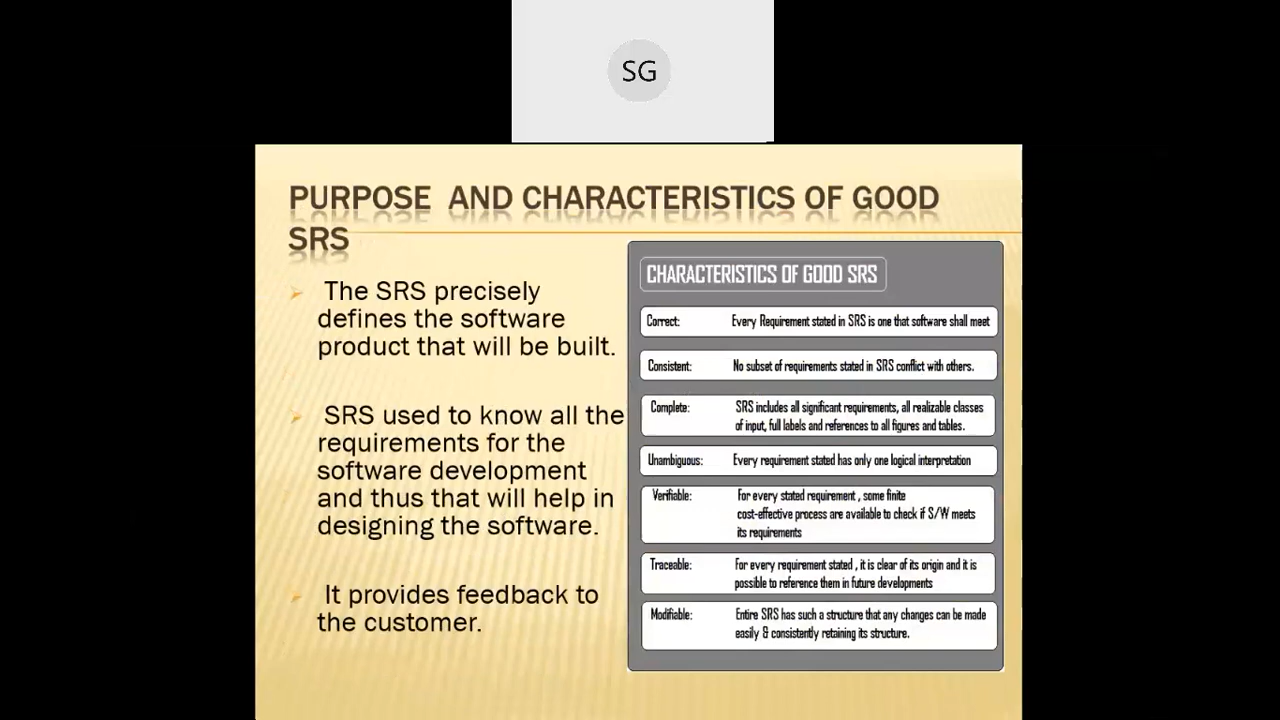 SG
PURPOSE AND CHARACTERISTICS OF GOOD
SRS
The SRS precisely
defines the software
product that will be built.
SRS used to know all the
requirements for the
software development
and thus that will help in
designing the software.
It provides feedback to
the customer.
CHARACTERISTICS OF GOOD SRS
Correct: Every Requirement stated in SRS is one that software shall meet
Consistent: No subset of requirements stated in SRS conflict with others.
Complete: SRS includes all significant requirements, all realizable classes
of input, full labels and references to all figures and tables.
Unambiguous: Every requirement stated has only one logical interpretation
Verifiable: For every stated requirement , some finite
cost-effective process are available to check if S/W meets
its requirements
Traceable: For every requirement stated , it is clear of its origin and it is
possible to reference them in future developments
Modifiable: Entire SRS has such a structure that any changes can be made
easily & consistently retaining its structure.